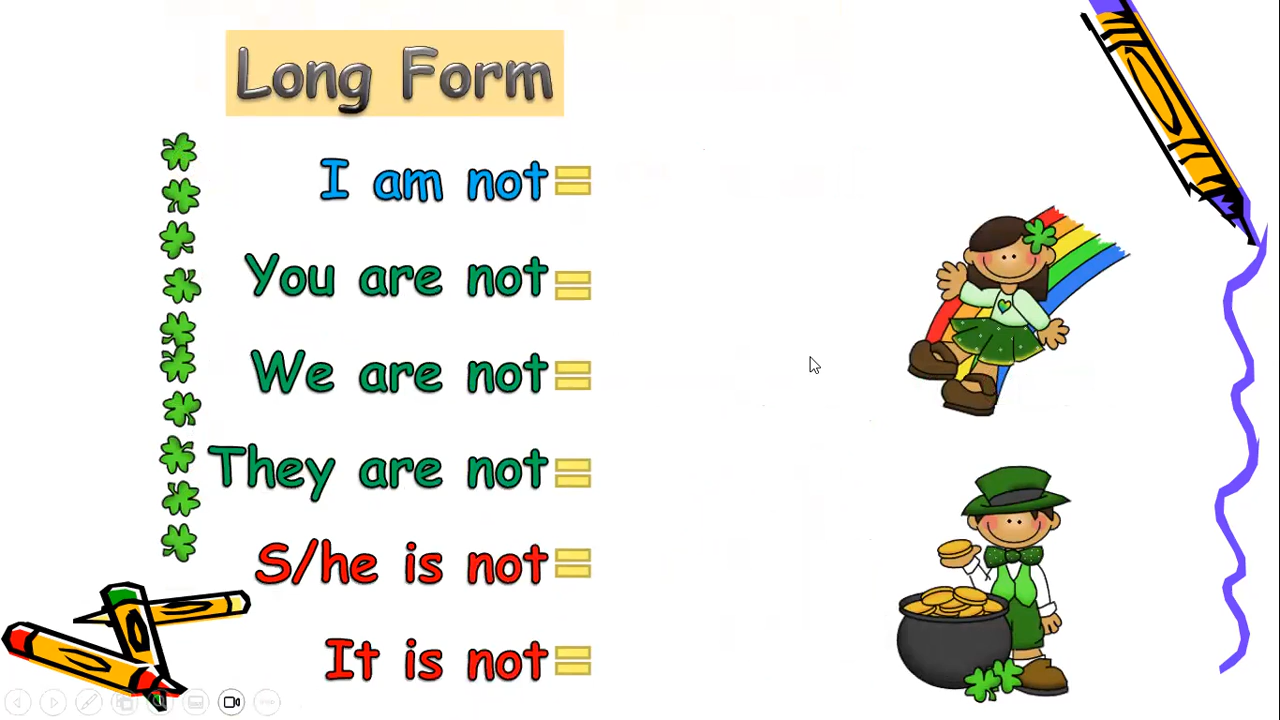 Long Form
I am not =
You are not =
We are not =
They are not =
S/he is not =
It is not =